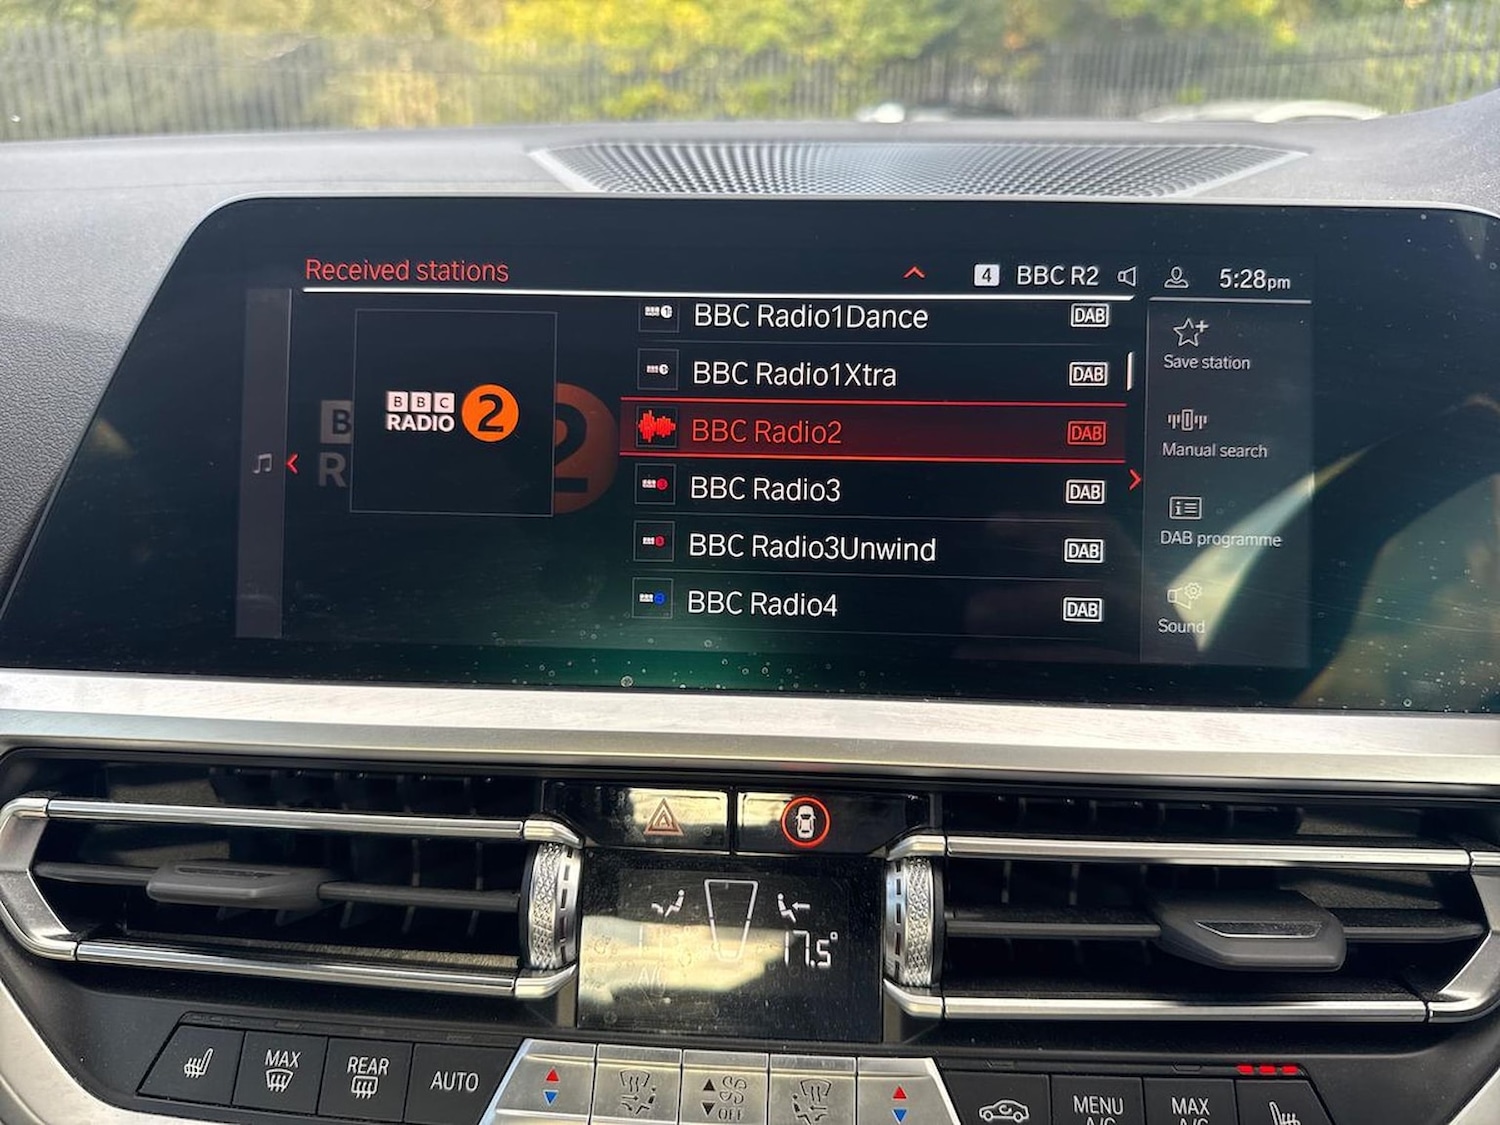 Received stations
4 BBC R2
5:28pm
BBC Radio1Dance DAB
BBC Radio1Xtra DAB
BBC Radio2 DAB
BBC Radio3 DAB
BBC Radio3Unwind DAB
BBC Radio4 DAB
BBC
RADIO 2
B
R 2
Save station
Manual search
DAB programme
Sound
17.5°
A/C
MAX
REAR
AUTO
OFF
MENU
A/C
MAX
A/C